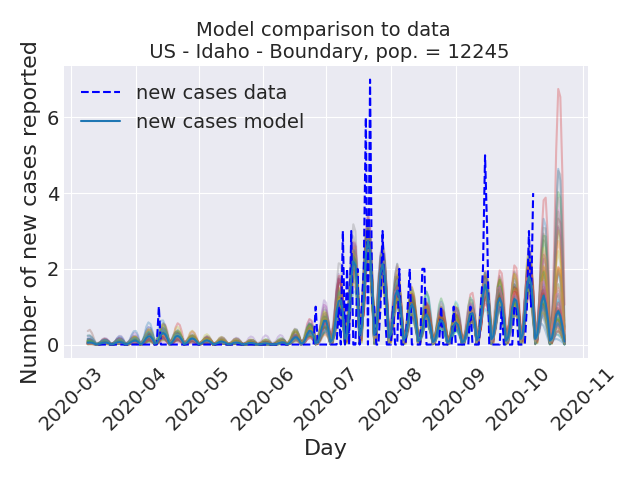 Model comparison to data
US - Idaho - Boundary, pop. = 12245
Number of new cases reported
new cases data
new cases model
6
4
2
0
2020-03
2020-04
2020-05
2020-06
2020-07
2020-08
2020-09
2020-10
2020-11
Day